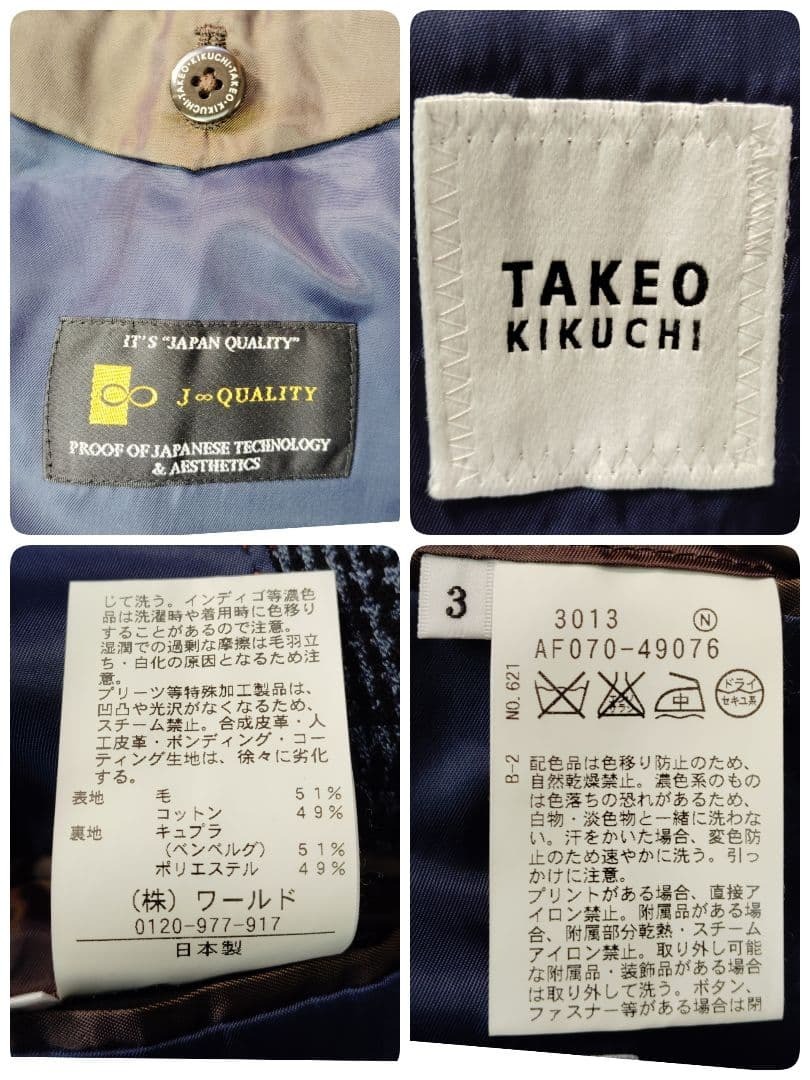 TAKEO・KIKUCHI・TAKEO・KIKUCHI・
IT'S "JAPAN QUALITY"
J∞QUALITY
PROOF OF JAPANESE TECHNOLOGY
& AESTHETICS
TAKEO
KIKUCHI
じて洗う。インディゴ等濃色
品は洗濯時や着用時に色移り
することがあるので注意。
湿潤での過剰な摩擦は毛羽立
ち・白化の原因となるため注
意。
プリーツ等特殊加工製品は、
凹凸や光沢がなくなるため、
スチーム禁止。合成皮革・人
工皮革・ボンディング・コー
ティング生地は、徐々に劣化
する。
表地 毛 51%
コットン 49%
裏地 キュプラ
(ベンベルグ) 51%
ポリエステル 49%
(株)ワールド
0120-977-917
日本製
3
3013 N
AF070-49076
NO.621
ドライ
セキユ系
B-2
配色品は色移り防止のため、
自然乾燥禁止。濃色系のもの
は色落ちの恐れがあるため、
白物・淡色物と一緒に洗わな
い。汗をかいた場合、変色防
止のため速やかに洗う。引っ
かけに注意。
プリントがある場合、直接ア
イロン禁止。附属品がある場
合、附属部分乾熱・スチーム
アイロン禁止。取り外し可能
な附属品・装飾品がある場合
は取り外して洗う。ボタン、
ファスナー等がある場合は閉